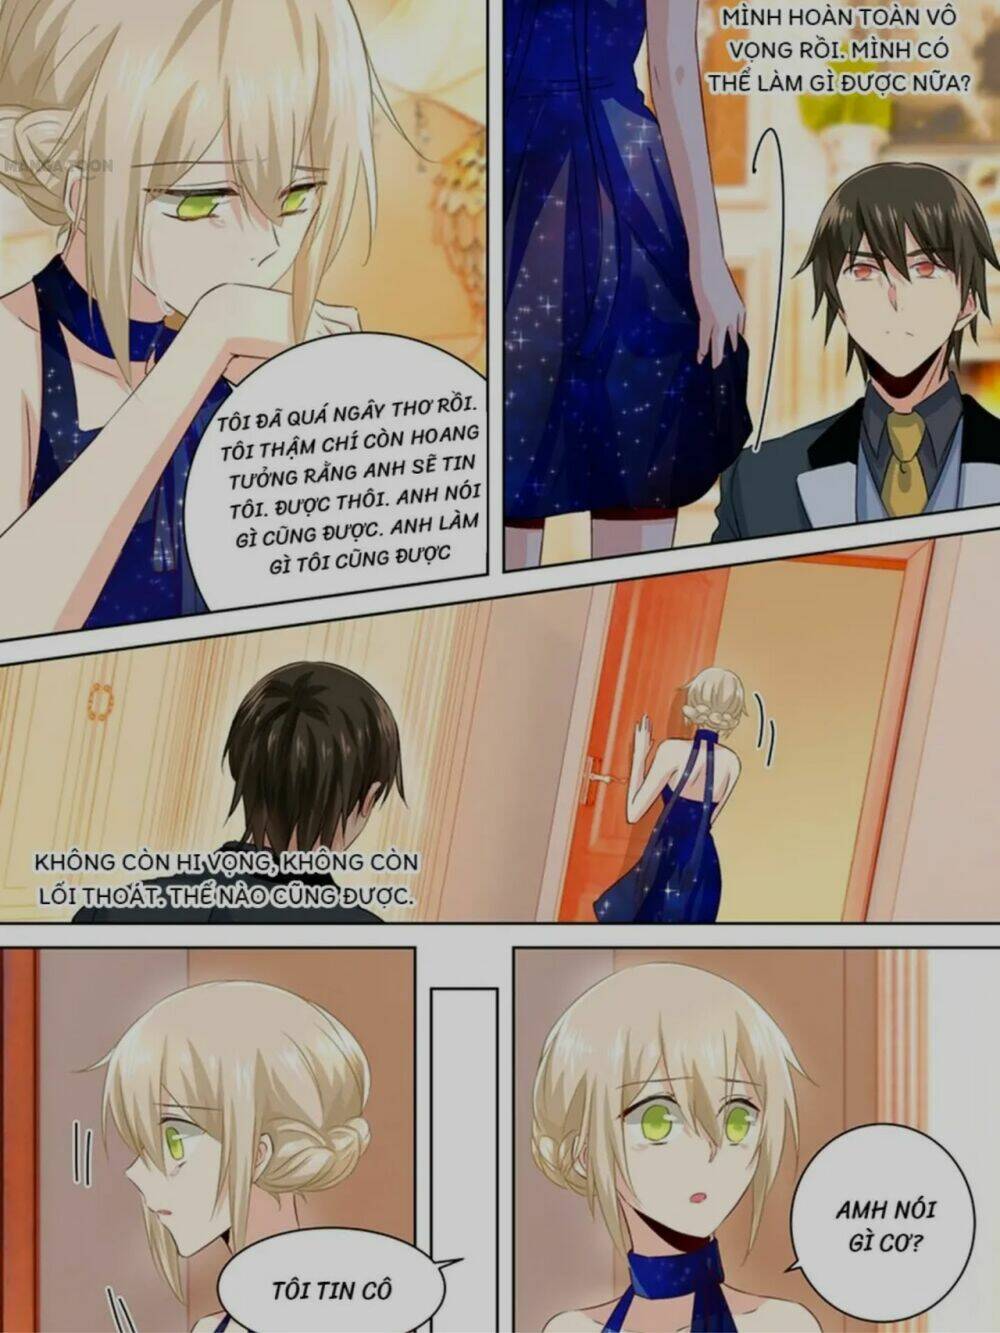 MANGA TOON
TÔI ĐÃ QUÁ NGÂY THƠ RỒI.
TÔI THẬM CHÍ CÒN HOANG
TƯỞNG RẰNG ANH SẼ TIN
TÔI. ĐƯỢC THÔI. ANH NÓI
GÌ CŨNG ĐƯỢC. ANH LÀM
GÌ TÔI CŨNG ĐƯỢC
MÌNH HOÀN TOÀN VÔ
VỌNG RỒI. MÌNH CÓ
THỂ LÀM GÌ ĐƯỢC NỮA?
KHÔNG CÒN HI VỌNG, KHÔNG CÒN
LỐI THOÁT. THẾ NÀO CŨNG ĐƯỢC.
TÔI TIN CÔ
AMH NÓI
GÌ CƠ?